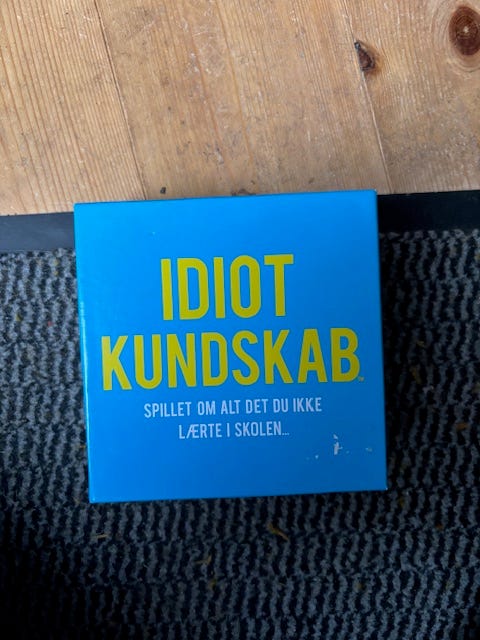 IDIOT
KUNDSKAB
SPILLET OM ALT DET DU IKKE
LÆRTE I SKOLEN...